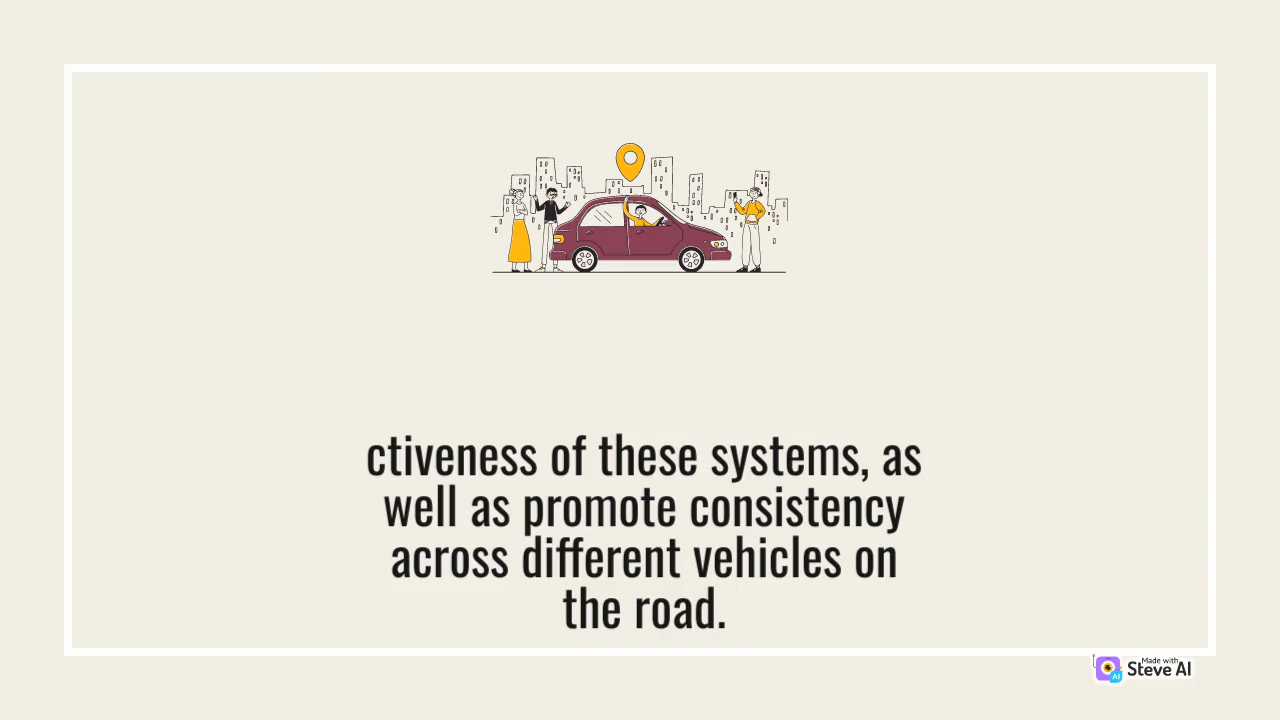 ctiveness of these systems, as
well as promote consistency
across different vehicles on
the road.
Made with
Steve AI
AI